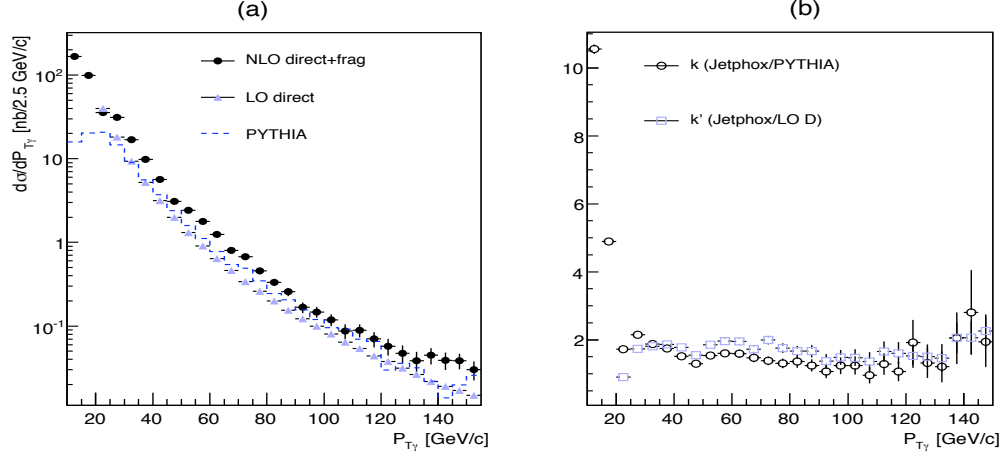 (a)
dσ/dP_Tγ [nb/2.5 GeV/c]
10²
10
1
10⁻¹
NLO direct+frag
LO direct
PYTHIA
20 40 60 80 100 120 140
P_Tγ [GeV/c]
(b)
10
8
6
4
2
k (Jetphox/PYTHIA)
k' (Jetphox/LO D)
20 40 60 80 100 120 140
P_Tγ [GeV/c]